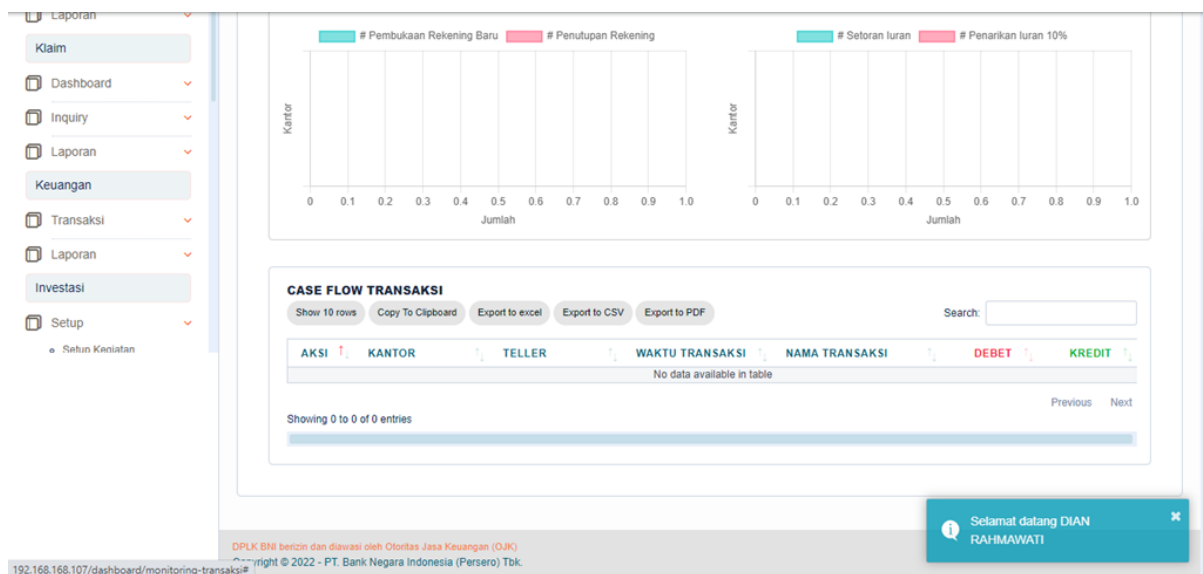 Laporan
Klaim
Dashboard
Inquiry
Laporan
Keuangan
Transaksi
Laporan
Investasi
Setup
Setup Kegiatan
# Pembukaan Rekening Baru # Penutupan Rekening
Kantor
0 0.1 0.2 0.3 0.4 0.5 0.6 0.7 0.8 0.9 1.0
Jumlah
# Setoran Iuran # Penarikan Iuran 10%
Kantor
0 0.1 0.2 0.3 0.4 0.5 0.6 0.7 0.8 0.9 1.0
Jumlah
CASE FLOW TRANSAKSI
Show 10 rows Copy To Clipboard Export to excel Export to CSV Export to PDF Search:
AKSI KANTOR TELLER WAKTU TRANSAKSI NAMA TRANSAKSI DEBET KREDIT
No data available in table
Previous Next
Showing 0 to 0 of 0 entries
Selamat datang DIAN
RAHMAWATI
DPLK BNI berizin dan diawasi oleh Otoritas Jasa Keuangan (OJK)
Copyright © 2022 - PT. Bank Negara Indonesia (Persero) Tbk.
192.168.168.107/dashboard/monitoring-transaksi#